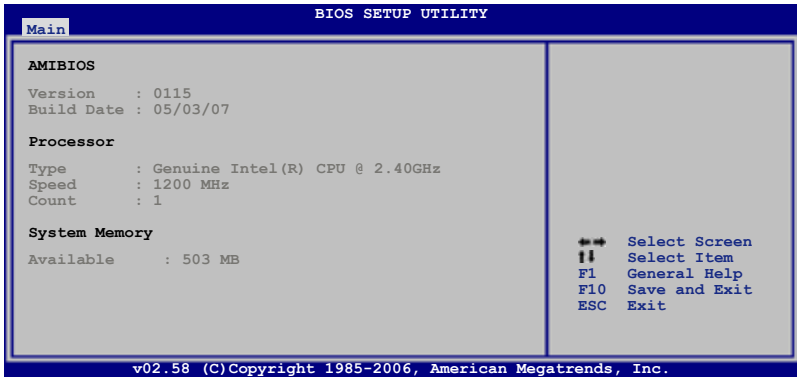 BIOS SETUP UTILITY
Main
AMIBIOS
Version : 0115
Build Date : 05/03/07
Processor
Type : Genuine Intel(R) CPU @ 2.40GHz
Speed : 1200 MHz
Count : 1
System Memory
Available : 503 MB
←→ Select Screen
↑↓ Select Item
F1 General Help
F10 Save and Exit
ESC Exit
v02.58 (C)Copyright 1985-2006, American Megatrends, Inc.